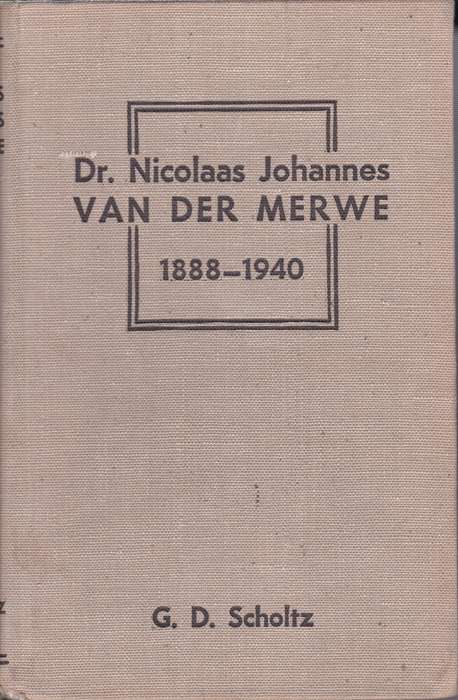 Dr. Nicolaas Johannes
VAN DER MERWE
1888–1940
G. D. Scholtz